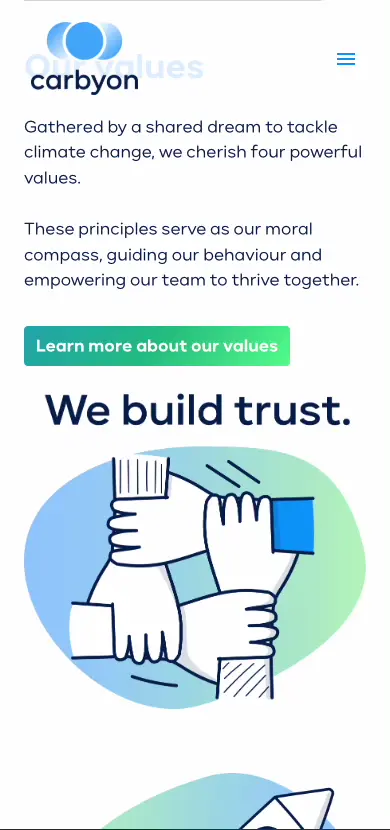 Our values
carbyon
Gathered by a shared dream to tackle
climate change, we cherish four powerful
values.
These principles serve as our moral
compass, guiding our behaviour and
empowering our team to thrive together.
Learn more about our values
We build trust.